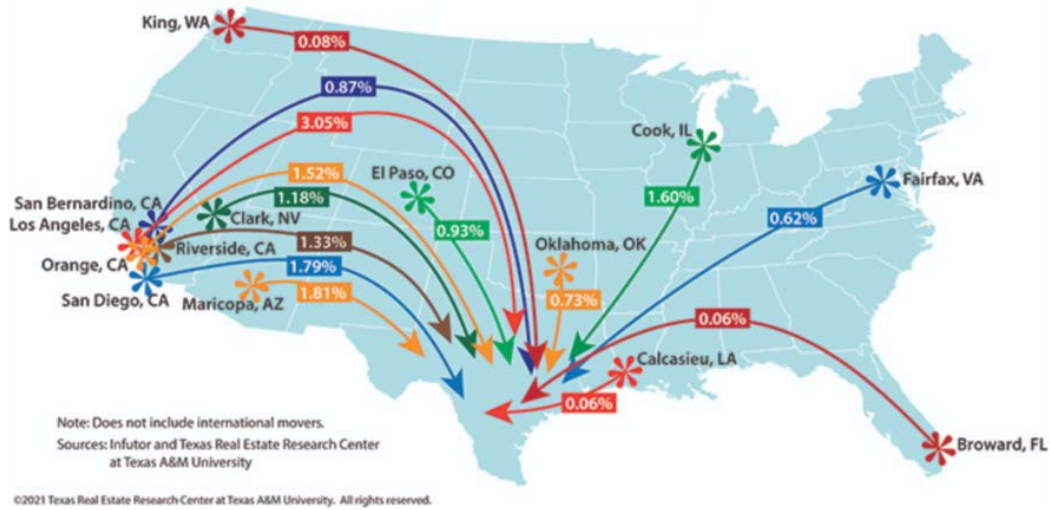 King, WA
0.08%
0.87%
3.05%
Cook, IL
1.52%
El Paso, CO
Fairfax, VA
San Bernardino, CA
1.18%
1.60%
Los Angeles, CA
Clark, NV
0.62%
0.93%
Riverside, CA
1.33%
Oklahoma, OK
Orange, CA
1.79%
San Diego, CA
Maricopa, AZ
1.81%
0.73%
0.06%
Calcasieu, LA
0.06%
Note: Does not include international movers.
Sources: Infutor and Texas Real Estate Research Center
at Texas A&M University
Broward, FL
©2021 Texas Real Estate Research Center at Texas A&M University. All rights reserved.